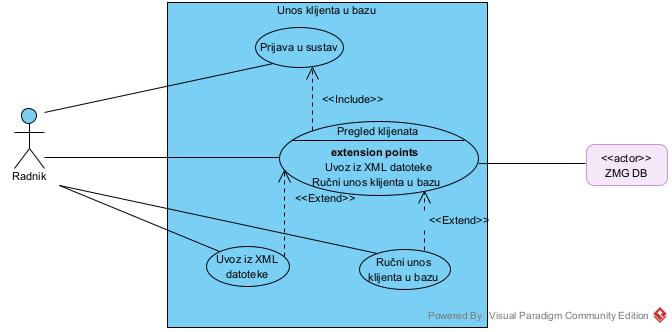 Unos klijenta u bazu
Prijava u sustav
<<Include>>
Pregled klijenata
extension points
Uvoz iz XML datoteke
Ručni unos klijenta u bazu
<<actor>>
ZMG DB
Radnik
<<Extend>>
<<Extend>>
Uvoz iz XML
datoteke
Ručni unos
klijenta u bazu
Powered By Visual Paradigm Community Edition